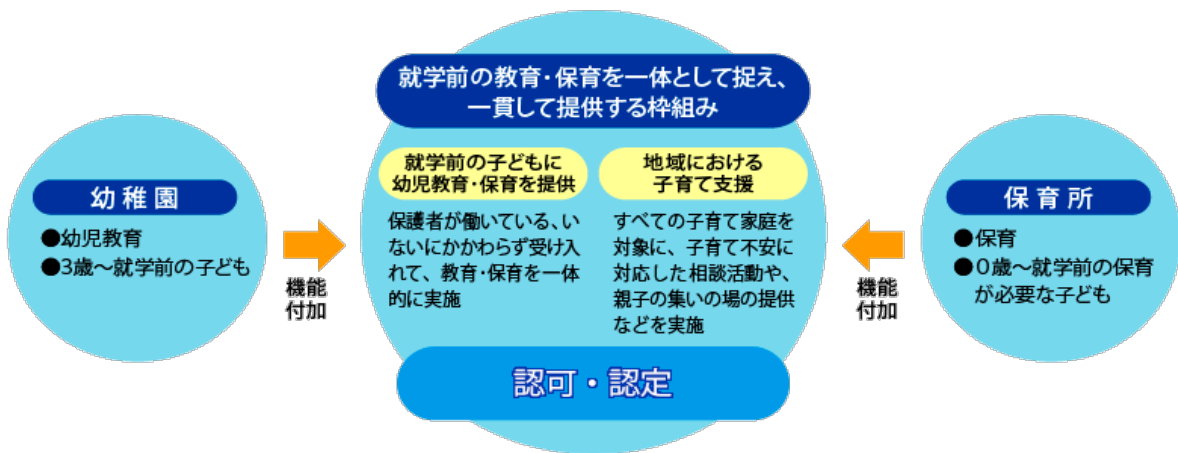 就学前の教育・保育を一体として捉え、
一貫して提供する枠組み
幼稚園
●幼児教育
●3歳～就学前の子ども
機能
付加
就学前の子どもに
幼児教育・保育を提供
保護者が働いている、い
ないにかかわらず受け入
れて、教育・保育を一体
的に実施
地域における
子育て支援
すべての子育て家庭を
対象に、子育て不安に
対応した相談活動や、
親子の集いの場の提供
などを実施
認可・認定
機能
付加
保育所
●保育
●0歳～就学前の保育
が必要な子ども